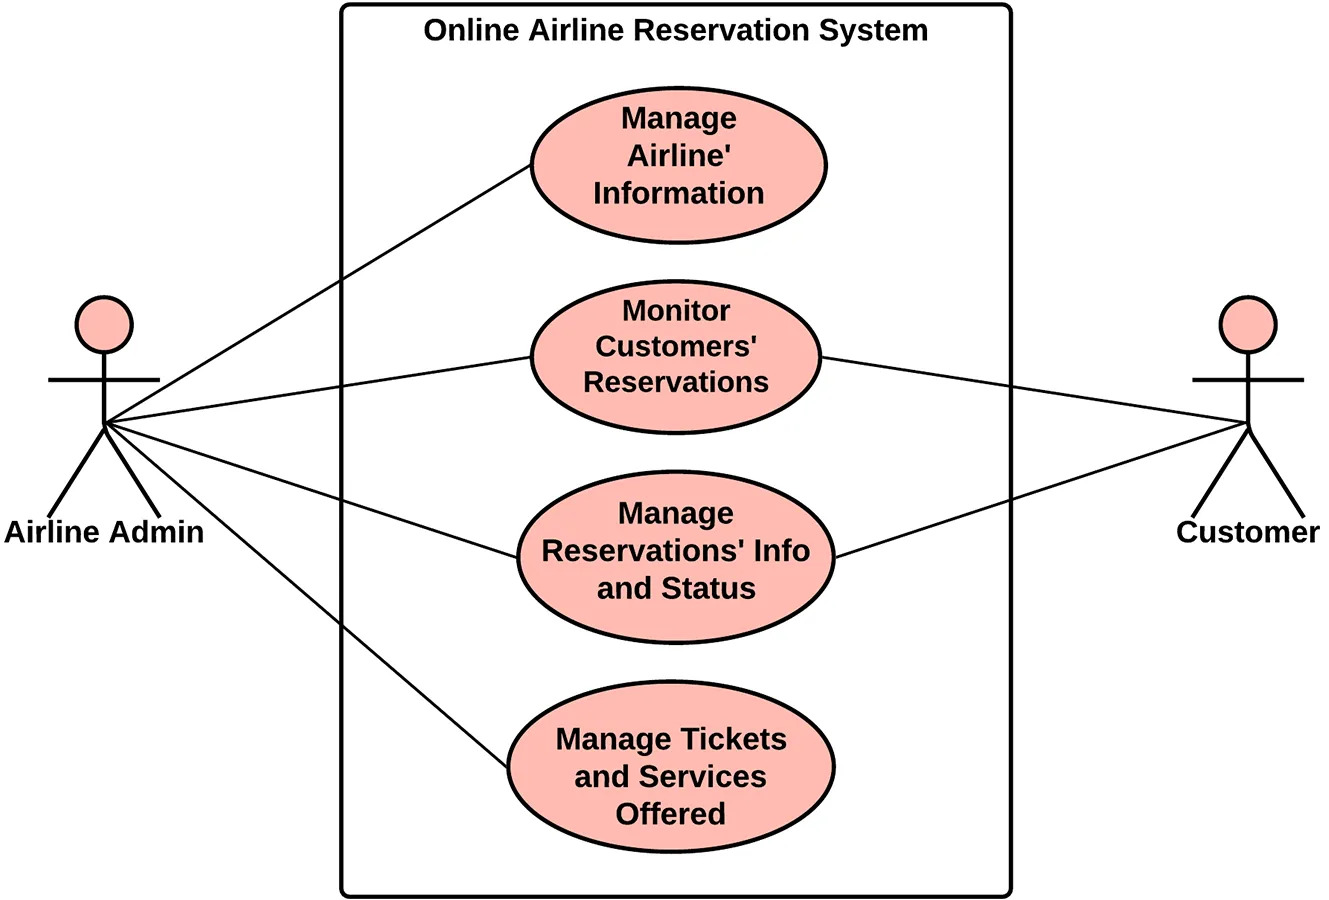 Online Airline Reservation System
Manage
Airline'
Information
Monitor
Customers'
Reservations
Manage
Reservations' Info
and Status
Manage Tickets
and Services
Offered
Airline Admin
Customer